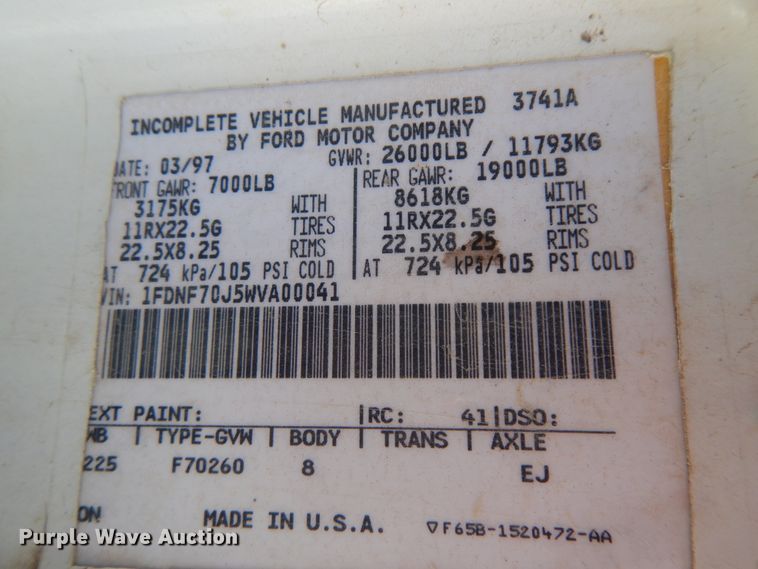 INCOMPLETE VEHICLE MANUFACTURED 3741A
BY FORD MOTOR COMPANY
DATE: 03/97 GVWR: 26000LB / 11793KG
FRONT GAWR: 7000LB REAR GAWR: 19000LB
3175KG WITH 8618KG WITH
11RX22.5G TIRES 11RX22.5G TIRES
22.5X8.25 RIMS 22.5X8.25 RIMS
AT 724 kPa/105 PSI COLD AT 724 kPa/105 PSI COLD
VIN: 1FDNF70J5WVA00041
EXT PAINT: RC: 41 DSO:
WB TYPE-GVW BODY TRANS AXLE
225 F70260 8 EJ
ON MADE IN U.S.A. ▽F65B-1520472-AA
Purple Wave Auction